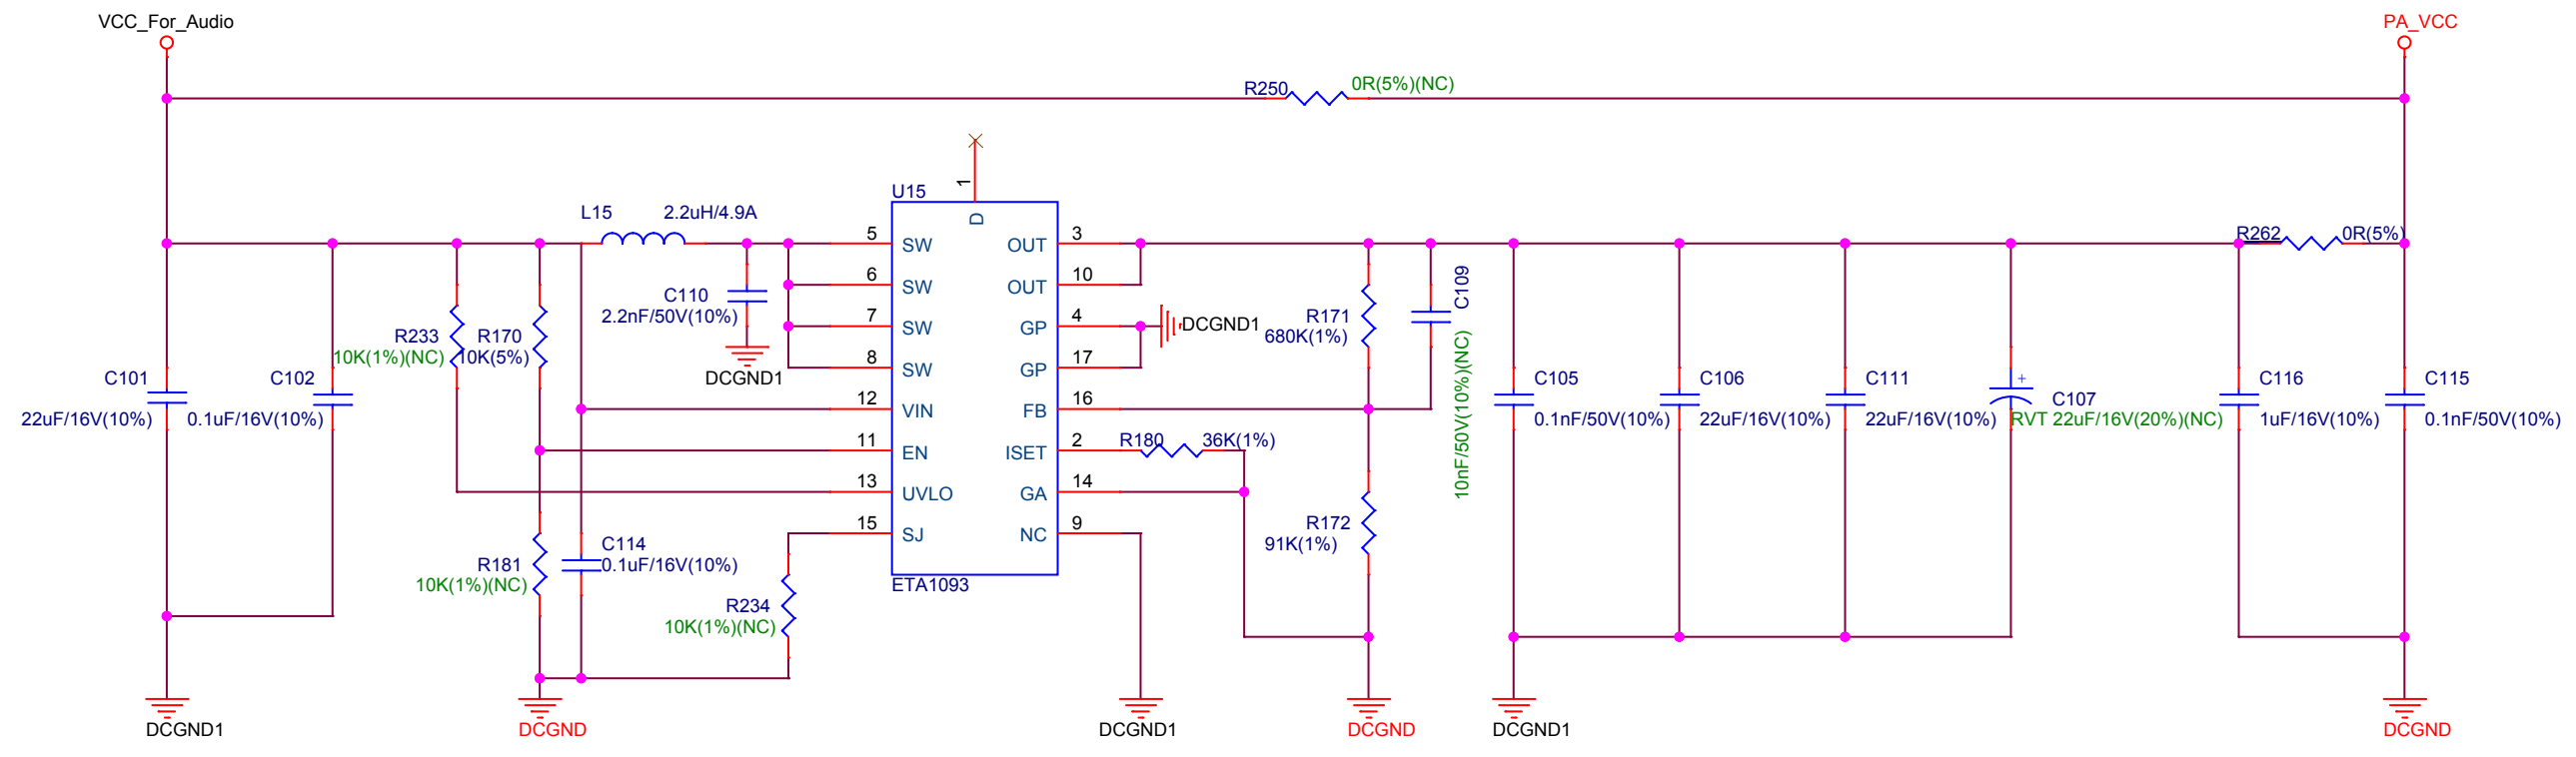 VCC_For_Audio
PA_VCC
R250
0R(5%)(NC)
1
U15
D
L15
2.2uH/4.9A
5
SW
OUT
3
R262
0R(5%)
6
SW
OUT
10
C110
2.2nF/50V(10%)
7
SW
GP
4
DCGND1
R171
680K(1%)
C109
10nF/50V(10%)(NC)
R233
10K(1%)(NC)
R170
10K(5%)
8
SW
GP
17
DCGND1
C101
22uF/16V(10%)
C102
0.1uF/16V(10%)
12
VIN
FB
16
C105
0.1nF/50V(10%)
C106
22uF/16V(10%)
C111
22uF/16V(10%)
+
C107
RVT 22uF/16V(20%)(NC)
C116
1uF/16V(10%)
C115
0.1nF/50V(10%)
11
EN
ISET
2
R180
36K(1%)
13
UVLO
GA
14
15
SJ
NC
9
R172
91K(1%)
R181
10K(1%)(NC)
C114
0.1uF/16V(10%)
ETA1093
R234
10K(1%)(NC)
DCGND1
DCGND
DCGND1
DCGND
DCGND1
DCGND